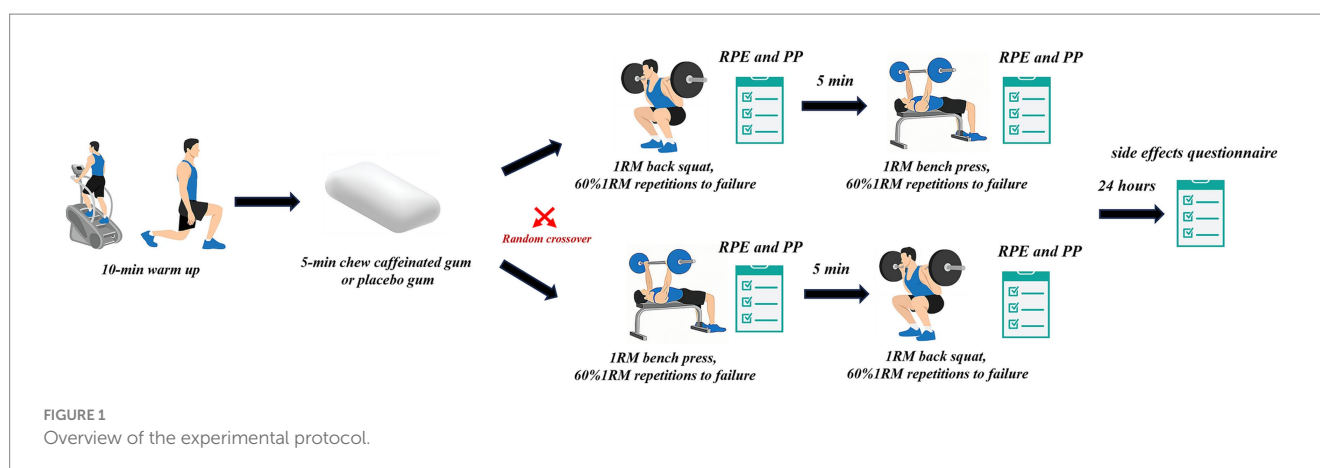 RPE and PP
5 min
RPE and PP
1RM back squat,
60%1RM repetitions to failure
1RM bench press,
60%1RM repetitions to failure
10-min warm up
5-min chew caffeinated gum
or placebo gum
Random crossover
RPE and PP
5 min
RPE and PP
1RM bench press,
60%1RM repetitions to failure
1RM back squat,
60%1RM repetitions to failure
side effects questionnaire
24 hours
FIGURE 1
Overview of the experimental protocol.